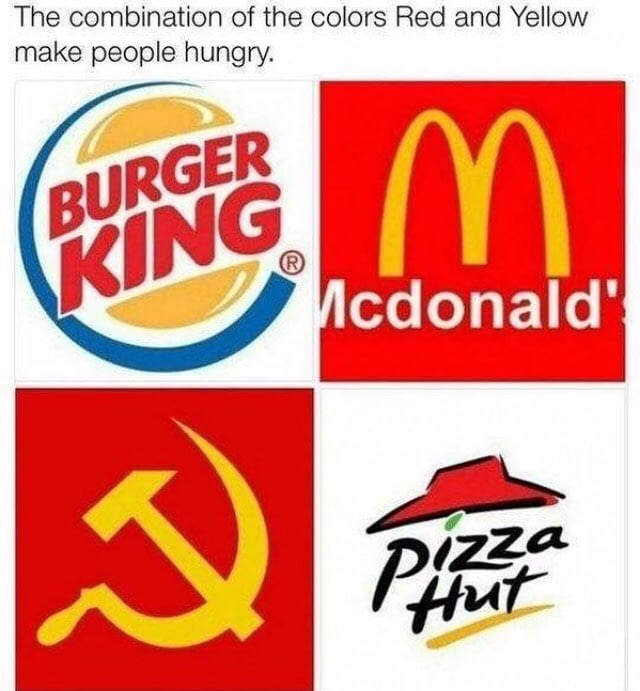 The combination of the colors Red and Yellow
make people hungry.
BURGER
KING
®
Mcdonald's
Pizza
Hut